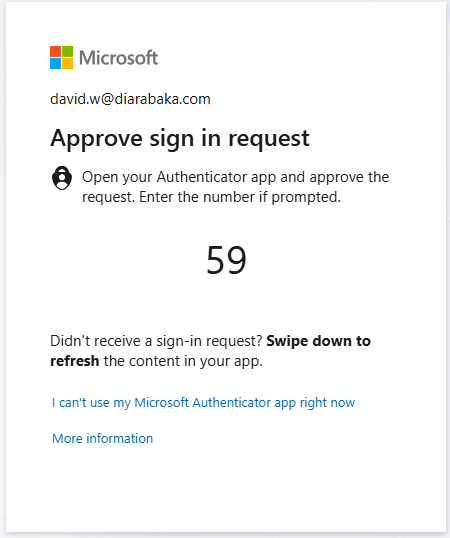 Microsoft
david.w@diarabaka.com
Approve sign in request
Open your Authenticator app and approve the
request. Enter the number if prompted.
59
Didn't receive a sign-in request? Swipe down to
refresh the content in your app.
I can't use my Microsoft Authenticator app right now
More information